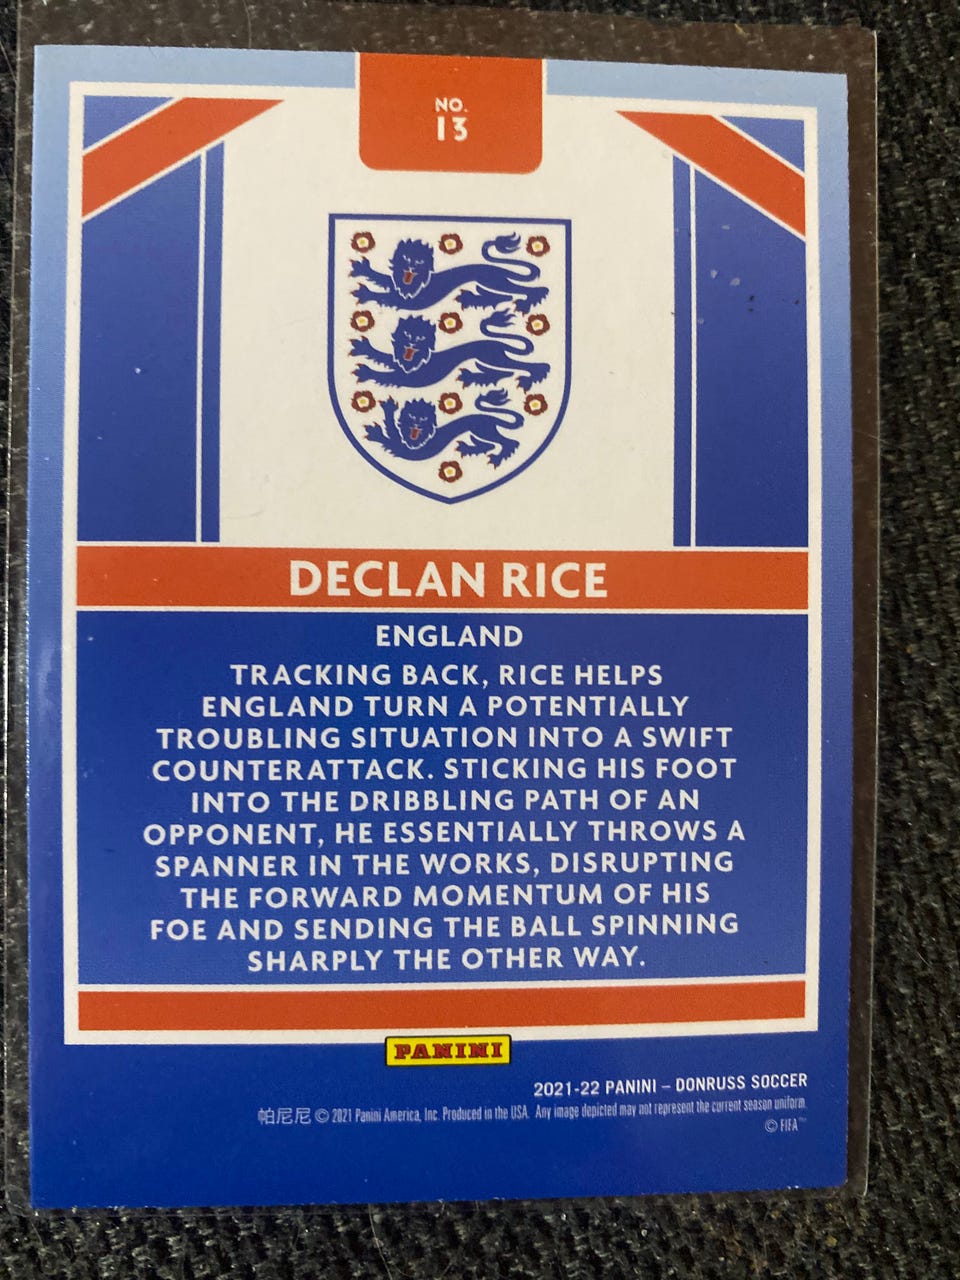 NO.
13
DECLAN RICE
ENGLAND
TRACKING BACK, RICE HELPS
ENGLAND TURN A POTENTIALLY
TROUBLING SITUATION INTO A SWIFT
COUNTERATTACK. STICKING HIS FOOT
INTO THE DRIBBLING PATH OF AN
OPPONENT, HE ESSENTIALLY THROWS A
SPANNER IN THE WORKS, DISRUPTING
THE FORWARD MOMENTUM OF HIS
FOE AND SENDING THE BALL SPINNING
SHARPLY THE OTHER WAY.
PANINI
2021-22 PANINI – DONRUSS SOCCER
帕尼尼 © 2021 Panini America, Inc. Produced in the USA. Any image depicted may not represent the current season uniform.
© FIFA™